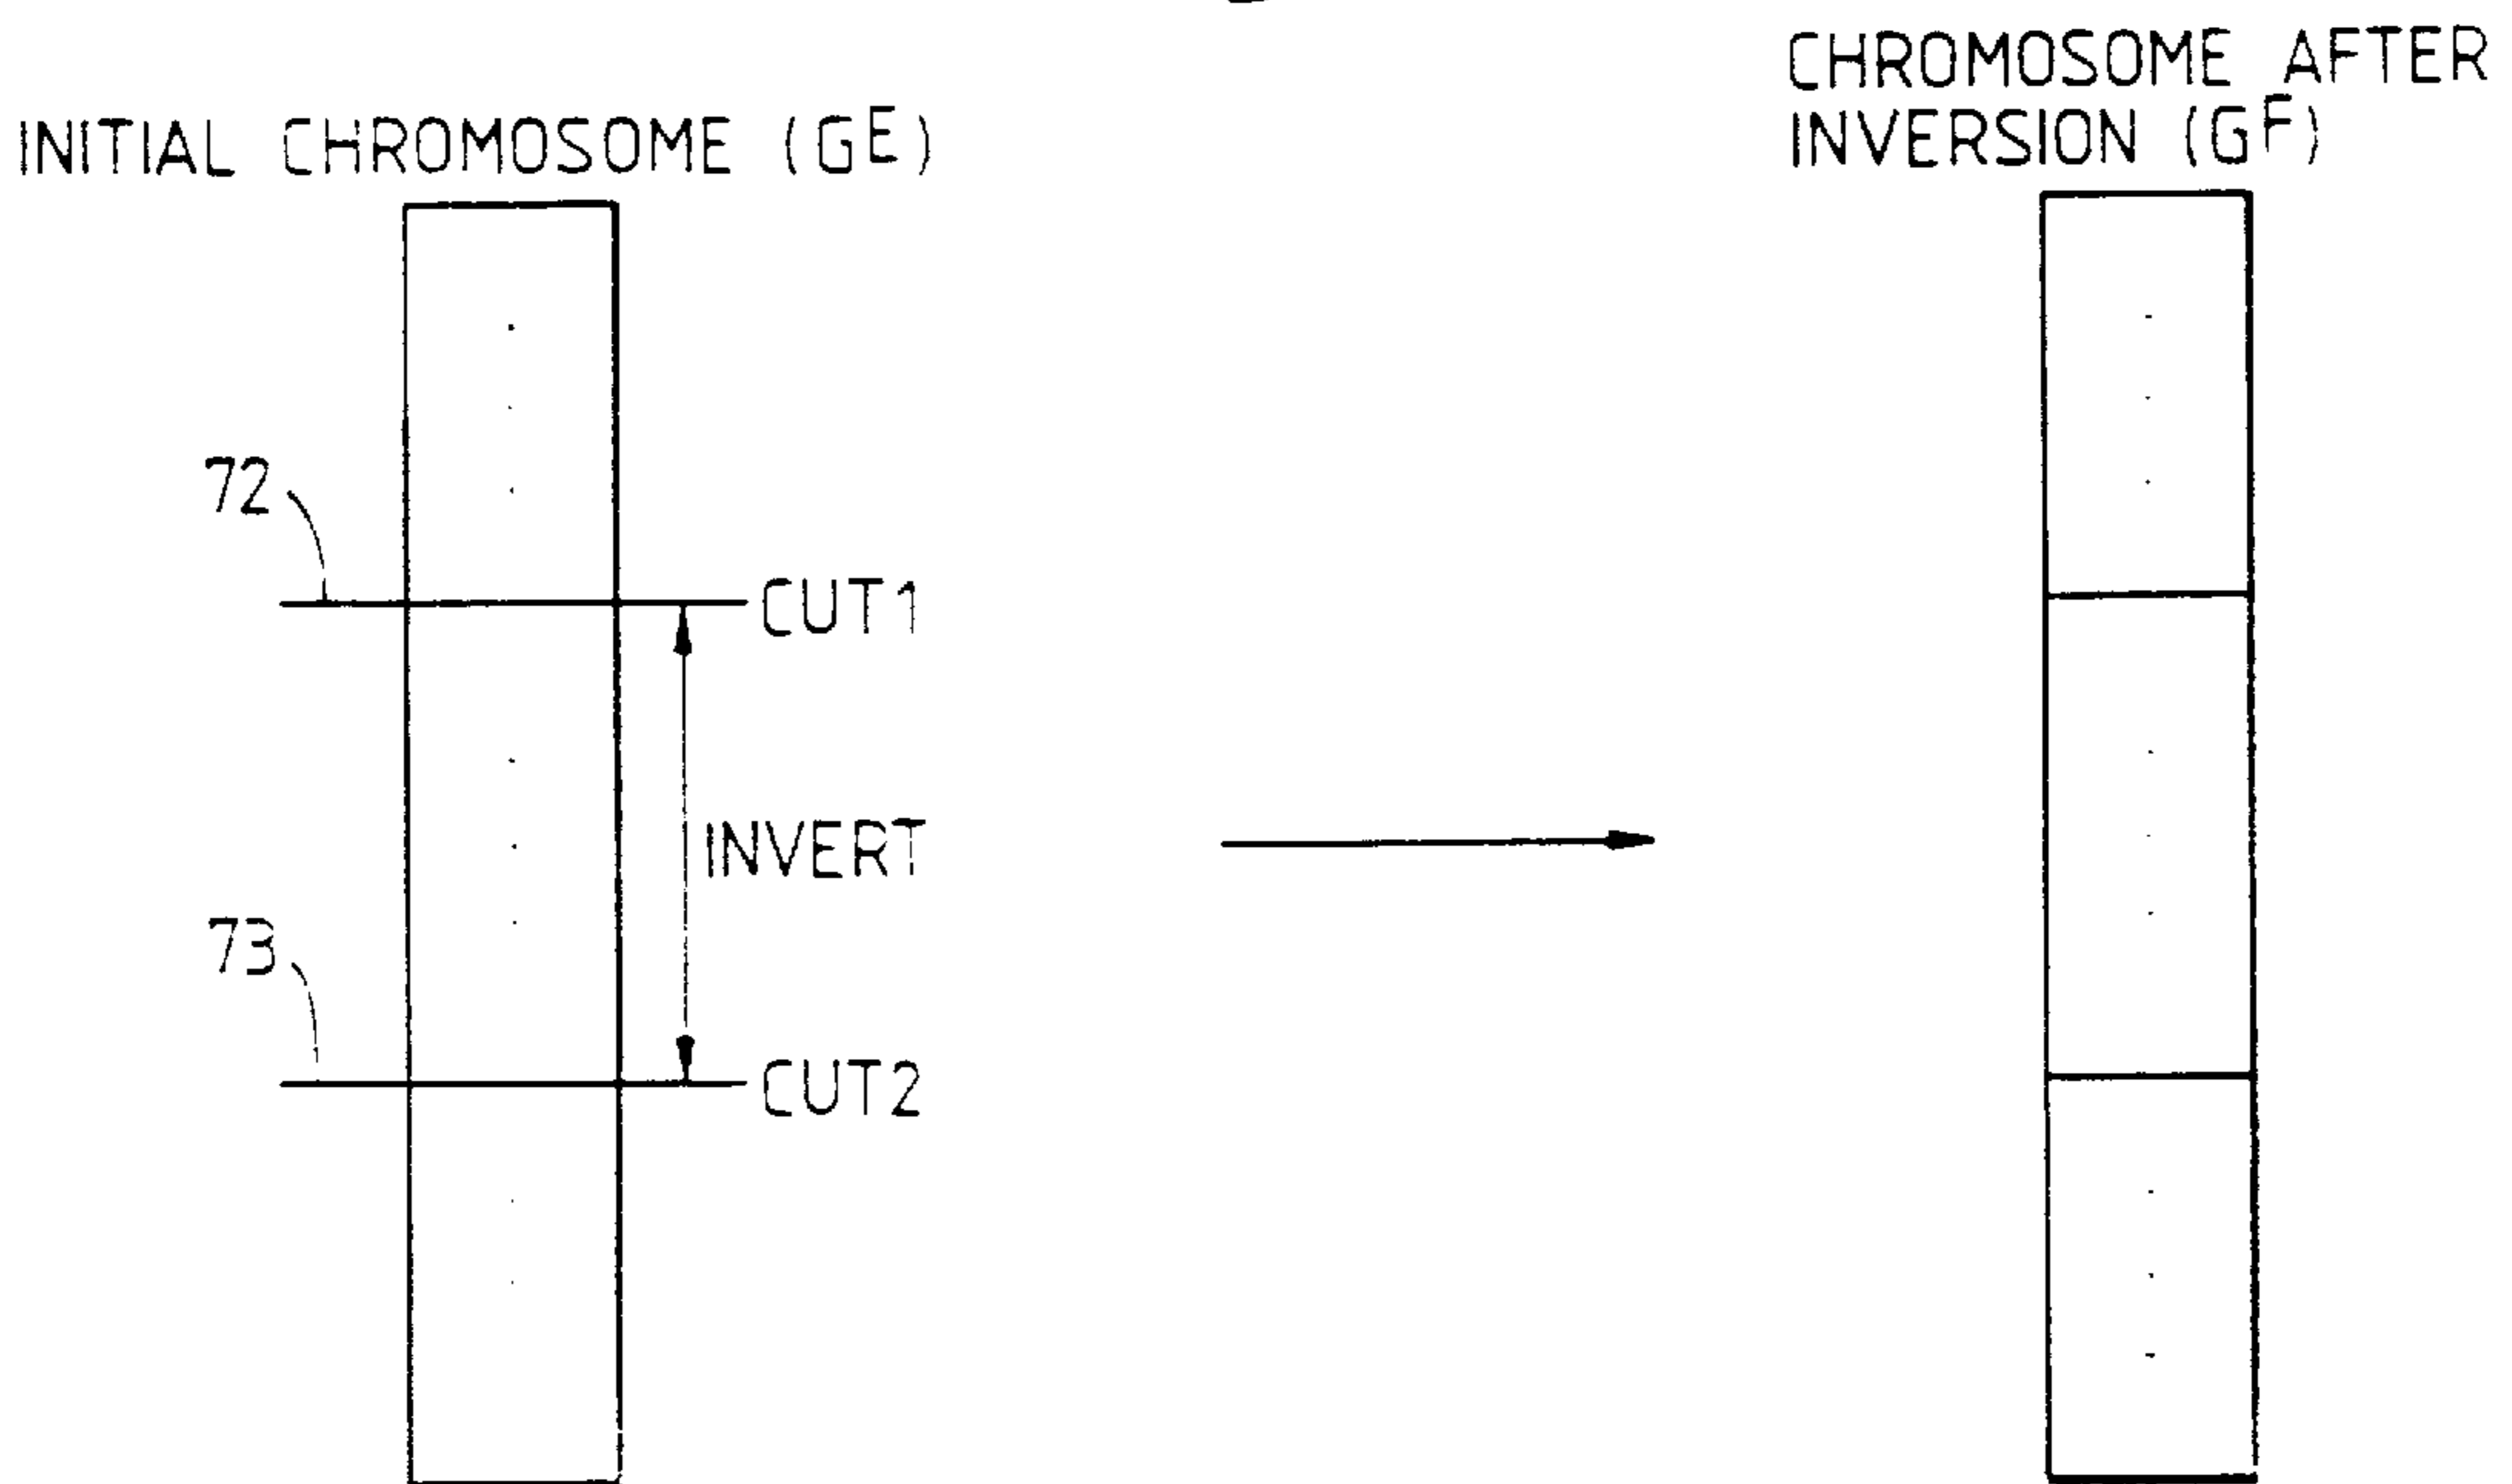 INITIAL CHROMOSOME (GE)
CHROMOSOME AFTER
INVERSION (GF)
72
CUT1
INVERT
73
CUT2